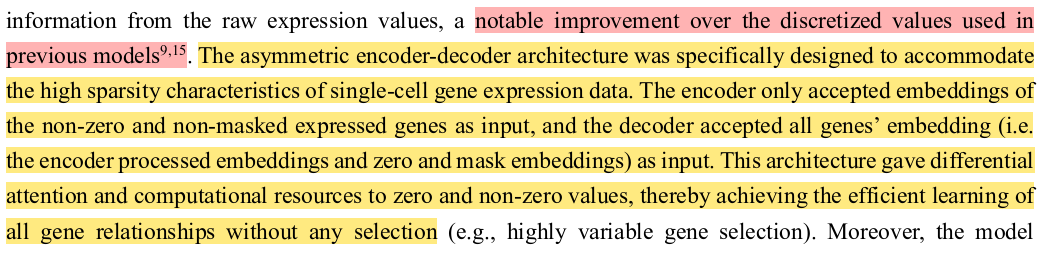 information from the raw expression values, a notable improvement over the discretized values used in
previous models9,15. The asymmetric encoder-decoder architecture was specifically designed to accommodate
the high sparsity characteristics of single-cell gene expression data. The encoder only accepted embeddings of
the non-zero and non-masked expressed genes as input, and the decoder accepted all genes’ embedding (i.e.
the encoder processed embeddings and zero and mask embeddings) as input. This architecture gave differential
attention and computational resources to zero and non-zero values, thereby achieving the efficient learning of
all gene relationships without any selection (e.g., highly variable gene selection). Moreover, the model